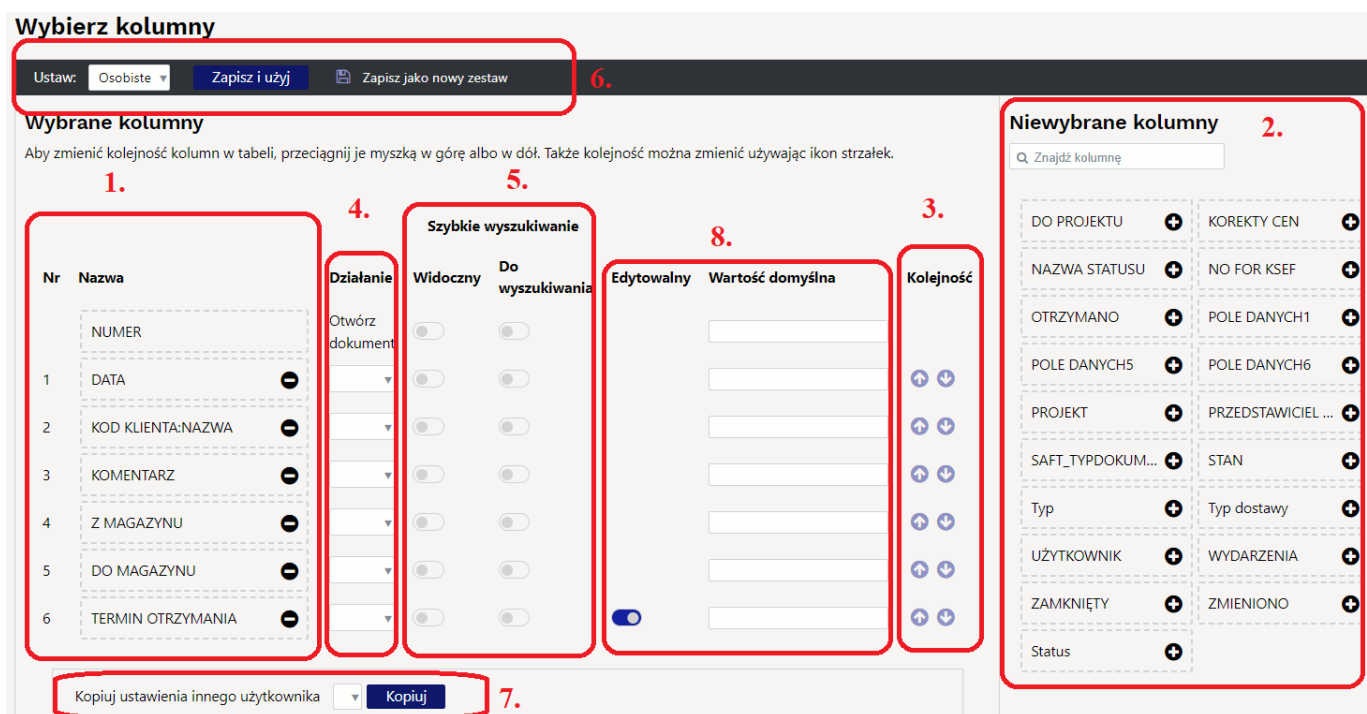 Wybierz kolumny
Ustaw: Osobiste Zapisz i użyj Zapisz jako nowy zestaw 6.
Wybrane kolumny
Aby zmienić kolejność kolumn w tabeli, przeciągnij je myszką w górę albo w dół. Także kolejność można zmienić używając ikon strzałek.
1. 4. 5. 8. 3.
Szybkie wyszukiwanie
Nr Nazwa Działanie Widoczny Do wyszukiwania Edytowalny Wartość domyślna Kolejność
NUMER Otwórz dokument
1 DATA
2 KOD KLIENTA:NAZWA
3 KOMENTARZ
4 Z MAGAZYNU
5 DO MAGAZYNU
6 TERMIN OTRZYMANIA
Kopiuj ustawienia innego użytkownika Kopiuj 7.
Niewybrane kolumny 2.
Znajdź kolumnę
DO PROJEKTU KOREKTY CEN
NAZWA STATUSU NO FOR KSEF
OTRZYMANO POLE DANYCH1
POLE DANYCH5 POLE DANYCH6
PROJEKT PRZEDSTAWICIEL ...
SAFT_TYPDOKUM... STAN
Typ Typ dostawy
UŻYTKOWNIK WYDARZENIA
ZAMKNIĘTY ZMIENIONO
Status